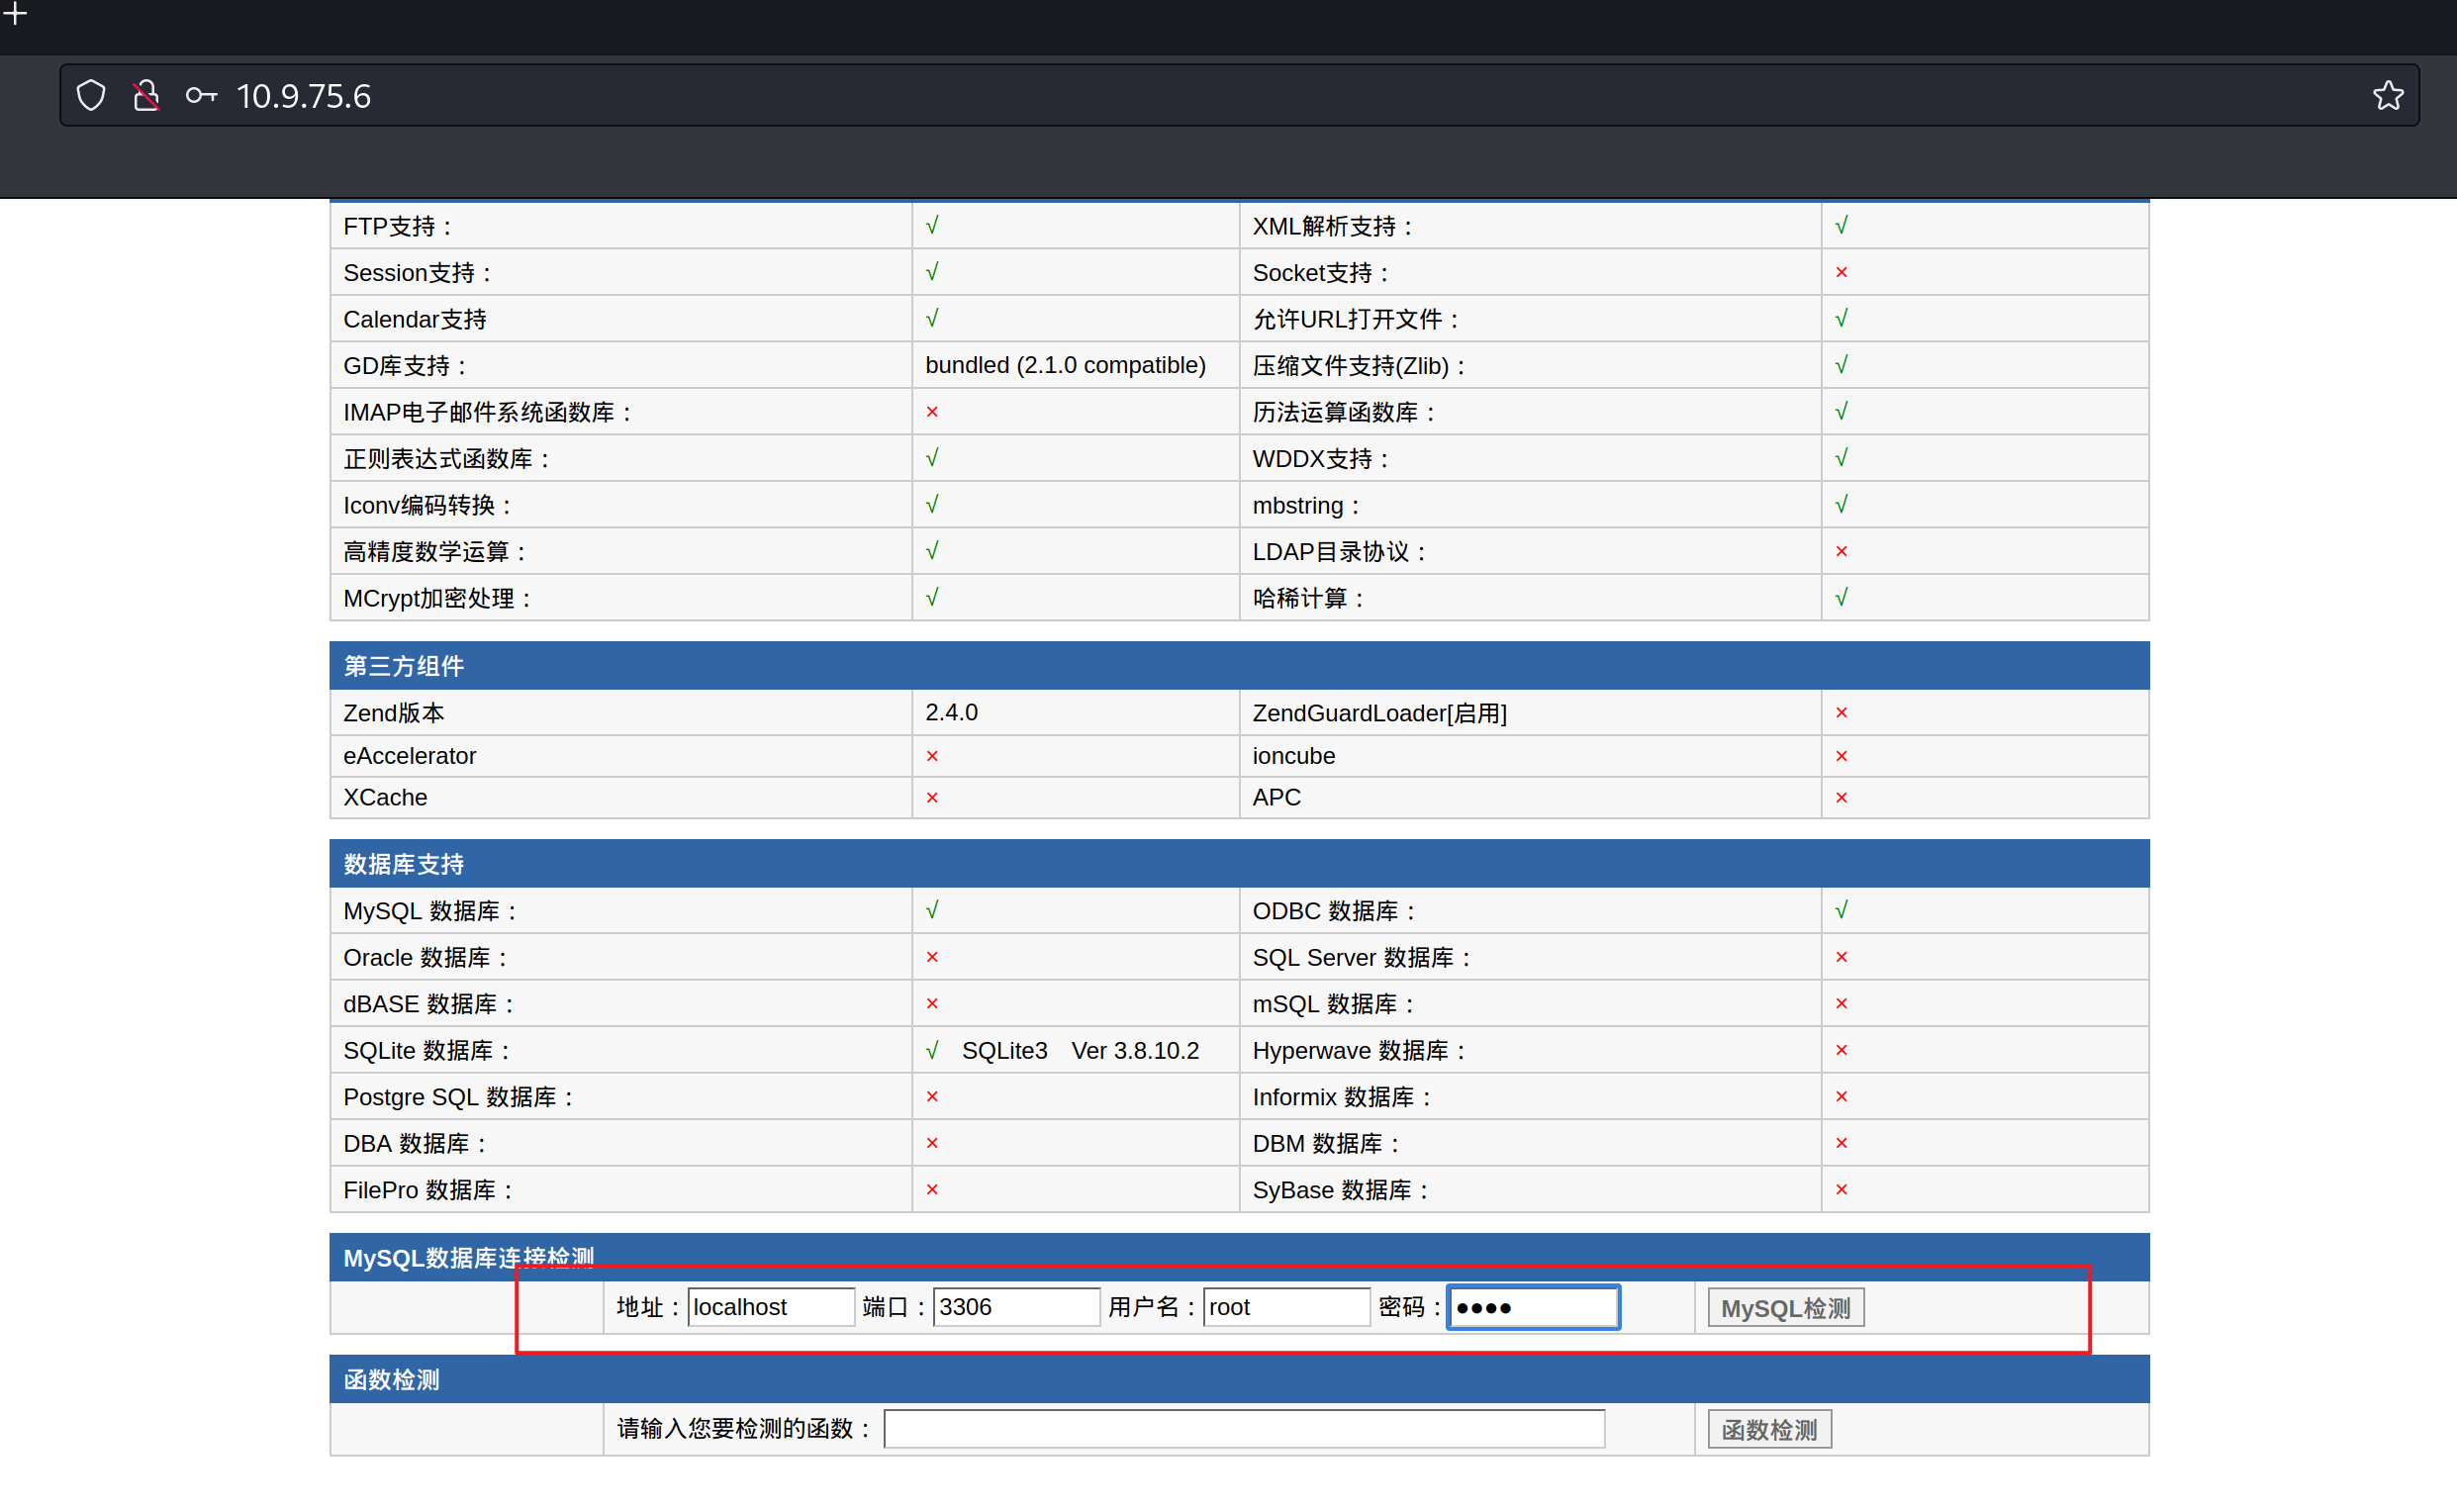 10.9.75.6
FTP支持： √ XML解析支持： √
Session支持： √ Socket支持： ×
Calendar支持 √ 允许URL打开文件： √
GD库支持： bundled (2.1.0 compatible) 压缩文件支持(Zlib)： √
IMAP电子邮件系统函数库： × 历法运算函数库： √
正则表达式函数库： √ WDDX支持： √
Iconv编码转换： √ mbstring： √
高精度数学运算： √ LDAP目录协议： ×
MCrypt加密处理： √ 哈稀计算： √
第三方组件
Zend版本 2.4.0 ZendGuardLoader[启用] ×
eAccelerator × ioncube ×
XCache × APC ×
数据库支持
MySQL 数据库： √ ODBC 数据库： √
Oracle 数据库： × SQL Server 数据库： ×
dBASE 数据库： × mSQL 数据库： ×
SQLite 数据库： √ SQLite3 Ver 3.8.10.2 Hyperwave 数据库： ×
Postgre SQL 数据库： × Informix 数据库： ×
DBA 数据库： × DBM 数据库： ×
FilePro 数据库： × SyBase 数据库： ×
MySQL数据库连接检测
地址：localhost 端口：3306 用户名：root 密码：●●●● MySQL检测
函数检测
请输入您要检测的函数： 函数检测